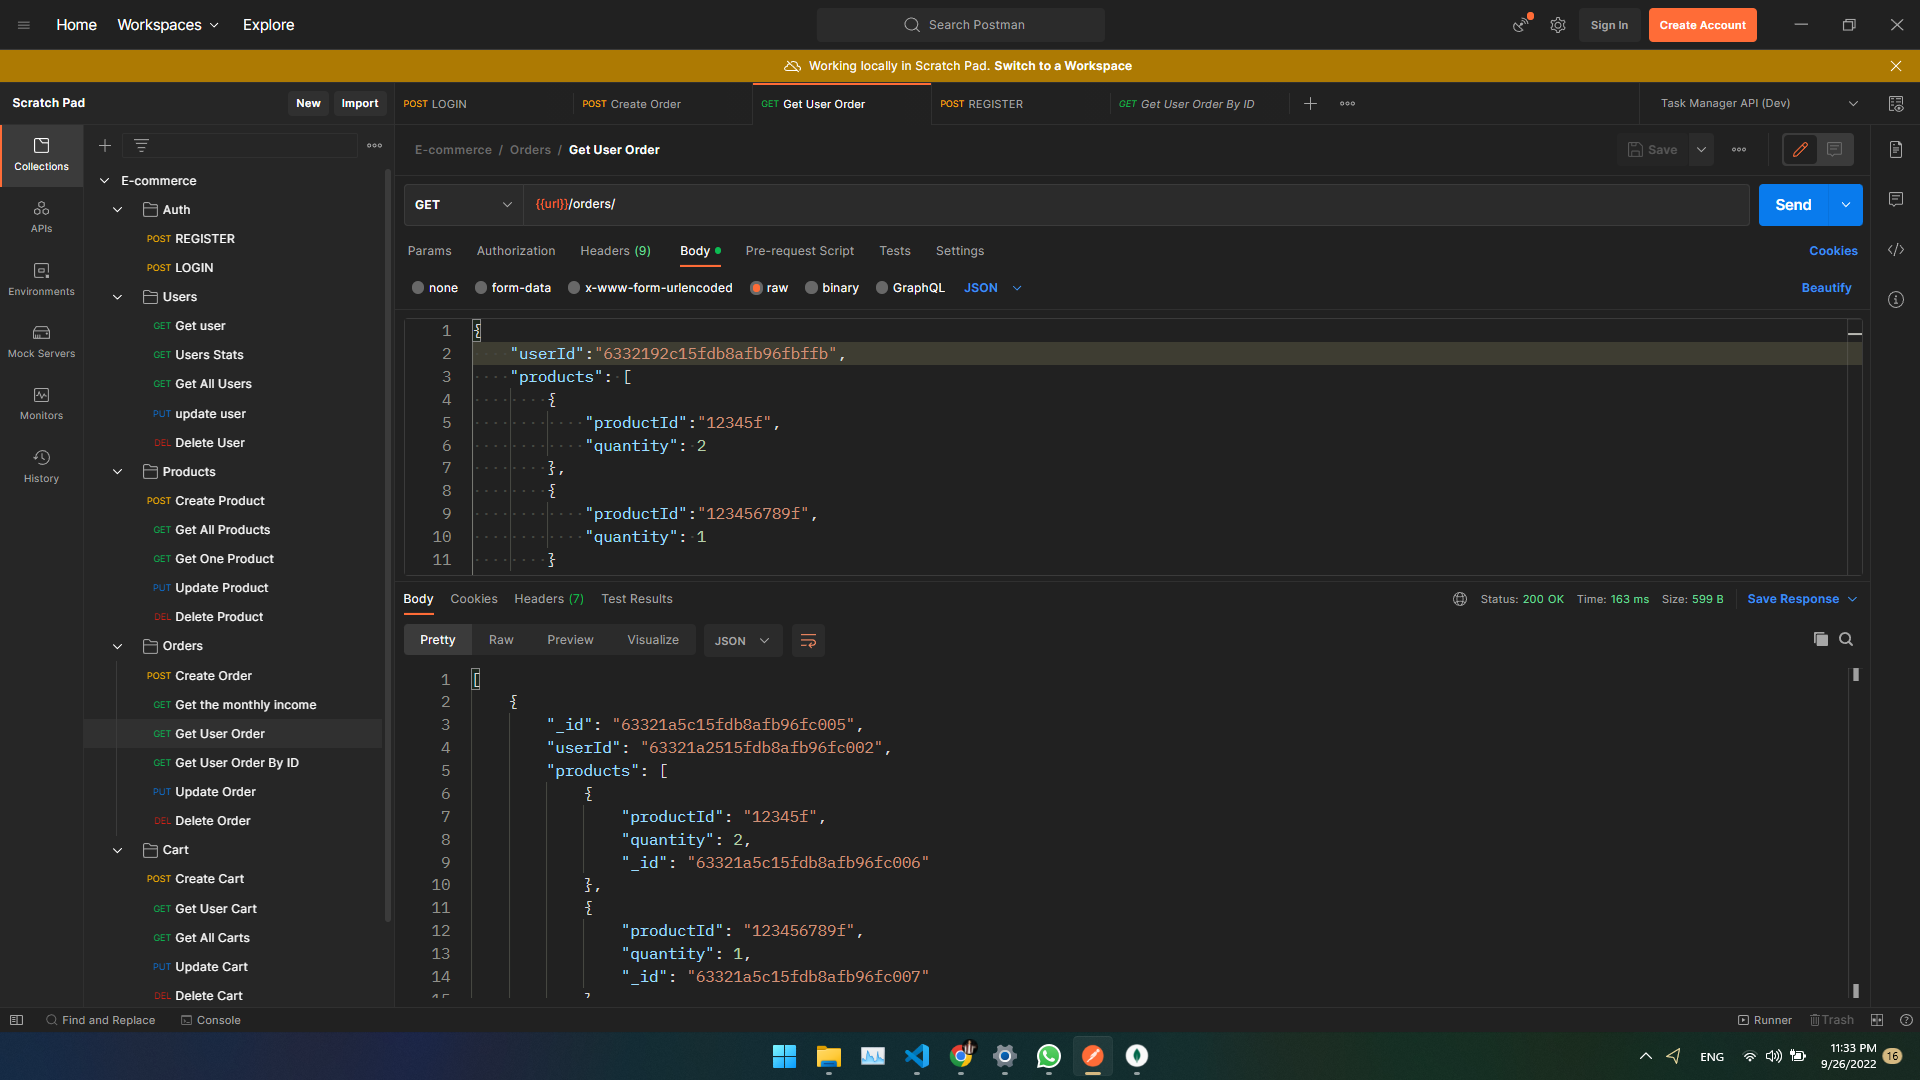 Home Workspaces Explore Search Postman Sign In Create Account
Working locally in Scratch Pad. Switch to a Workspace
Scratch Pad New Import
POST LOGIN POST Create Order GET Get User Order POST REGISTER GET Get User Order By ID Task Manager API (Dev)
Collections
APIs
Environments
Mock Servers
Monitors
History
E-commerce
Auth
POST REGISTER
POST LOGIN
Users
GET Get user
GET Users Stats
GET Get All Users
PUT update user
DEL Delete User
Products
POST Create Product
GET Get All Products
GET Get One Product
PUT Update Product
DEL Delete Product
Orders
POST Create Order
GET Get the monthly income
GET Get User Order
GET Get User Order By ID
PUT Update Order
DEL Delete Order
Cart
POST Create Cart
GET Get User Cart
GET Get All Carts
PUT Update Cart
DEL Delete Cart
E-commerce / Orders / Get User Order Save
GET {{url}}/orders/ Send
Params Authorization Headers (9) Body Pre-request Script Tests Settings Cookies
none form-data x-www-form-urlencoded raw binary GraphQL JSON Beautify
1 {
2 "userId":"6332192c15fdb8afb96fbffb",
3 "products": [
4 {
5 "productId":"12345f",
6 "quantity": 2
7 },
8 {
9 "productId":"123456789f",
10 "quantity": 1
11 }
Body Cookies Headers (7) Test Results Status: 200 OK Time: 163 ms Size: 599 B Save Response
Pretty Raw Preview Visualize JSON
1 [
2 {
3 "_id": "63321a5c15fdb8afb96fc005",
4 "userId": "63321a2515fdb8afb96fc002",
5 "products": [
6 {
7 "productId": "12345f",
8 "quantity": 2,
9 "_id": "63321a5c15fdb8afb96fc006"
10 },
11 {
12 "productId": "123456789f",
13 "quantity": 1,
14 "_id": "63321a5c15fdb8afb96fc007"
15 }
Find and Replace Console Runner Trash
ENG 11:33 PM 16
9/26/2022